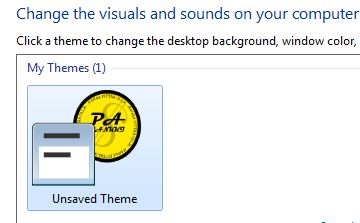 Change the visuals and sounds on your computer
Click a theme to change the desktop background, window color,
My Themes (1)
PA
Unsaved Theme